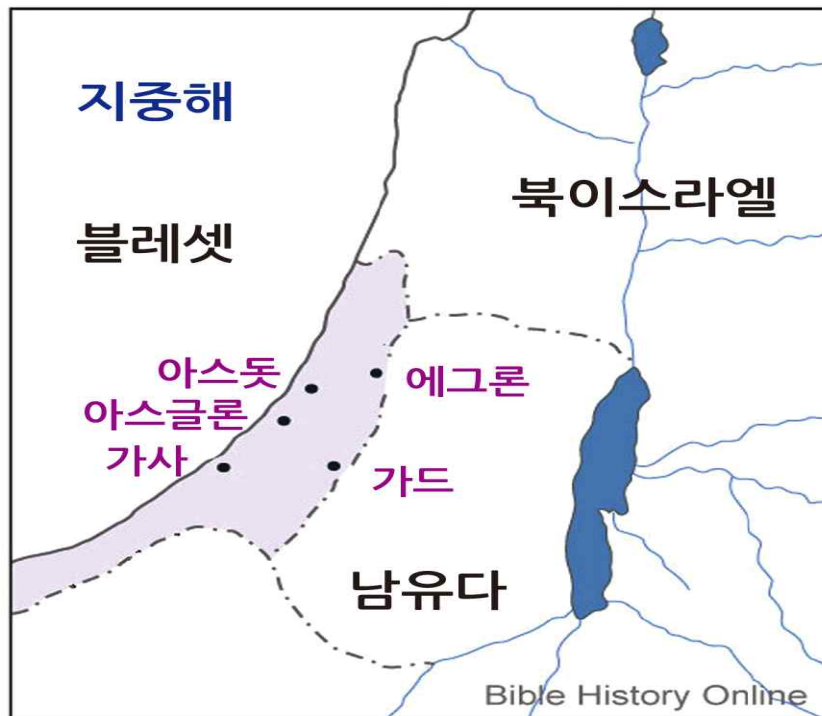 지중해
북이스라엘
블레셋
아스돗
에그론
아스글론
가사
가드
남유다
Bible History Online